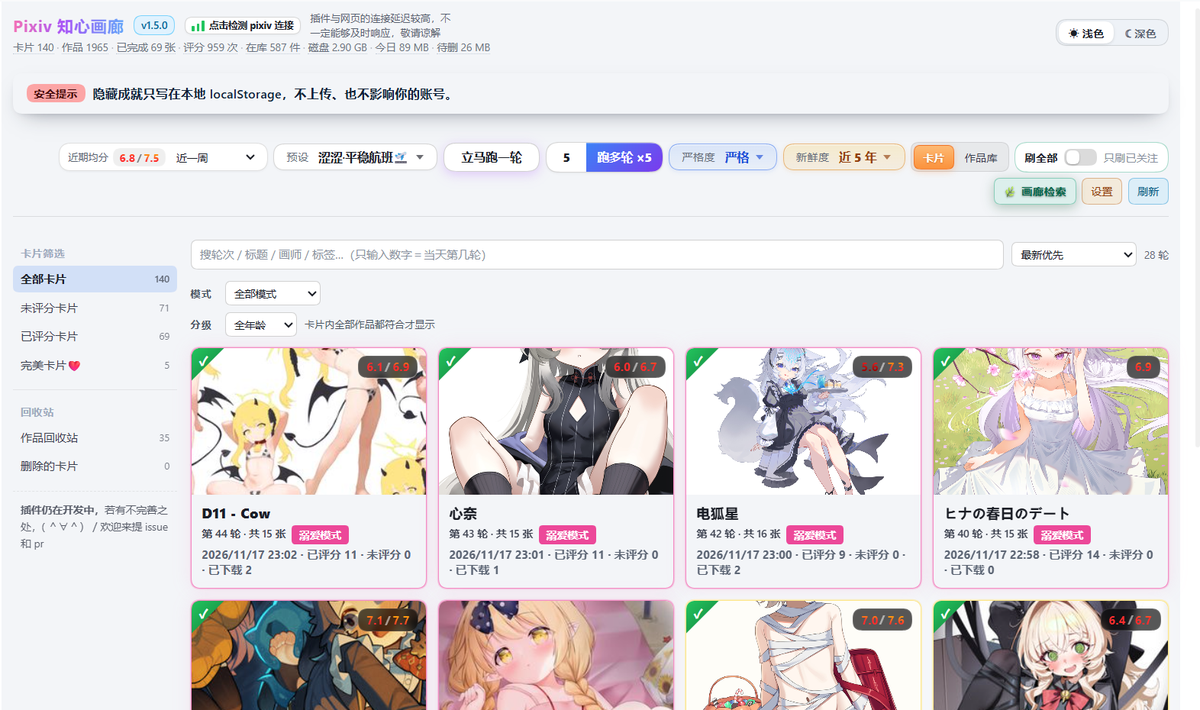 Pixiv 知心画廊 v1.5.0 点击检测 pixiv 连接 插件与网页的连接延迟较高，不
一定能够及时响应，敬请谅解
卡片 140 · 作品 1965 · 已完成 69 张 · 评分 959 次 · 在库 587 件 · 磁盘 2.90 GB · 今日 89 MB · 待删 26 MB
浅色 深色
安全提示 隐藏成就只写在本地 localStorage，不上传、也不影响你的账号。
近期均分 6.8 / 7.5 近一周 预设 涩涩·平稳航班 立马跑一轮 5 跑多轮 ×5 严格度 严格 新鲜度 近 5 年 卡片 作品库 刷全部 只刷已关注
画廊检索 设置 刷新
卡片筛选
全部卡片 140
未评分卡片 71
已评分卡片 69
完美卡片 5
回收站
作品回收站 35
删除的卡片 0
插件仍在开发中，若有不完善之
处，( ^ ∀ ^ ) / 欢迎来提 issue
和 pr
搜轮次 / 标题 / 画师 / 标签...（只输入数字＝当天第几轮） 最新优先 28 轮
模式 全部模式
分级 全年龄 卡片内全部作品都符合才显示
6.1 / 6.9
D11 - Cow
第 44 轮 · 共 15 张 溺爱模式
2026/11/17 23:02 · 已评分 11 · 未评分 0
· 已下载 2
6.0 / 6.7
心奈
第 43 轮 · 共 15 张 溺爱模式
2026/11/17 23:01 · 已评分 11 · 未评分 0
· 已下载 1
/ 7.3
电狐星
第 42 轮 · 共 16 张 溺爱模式
2026/11/17 23:00 · 已评分 9 · 未评分 0 ·
已下载 2
6.9
ヒナの春日のデート
第 40 轮 · 共 15 张 溺爱模式
2026/11/17 22:58 · 已评分 14 · 未评分 0
· 已下载 0
7.1 / 7.7
7.0 / 7.6
6.4 / 6.7